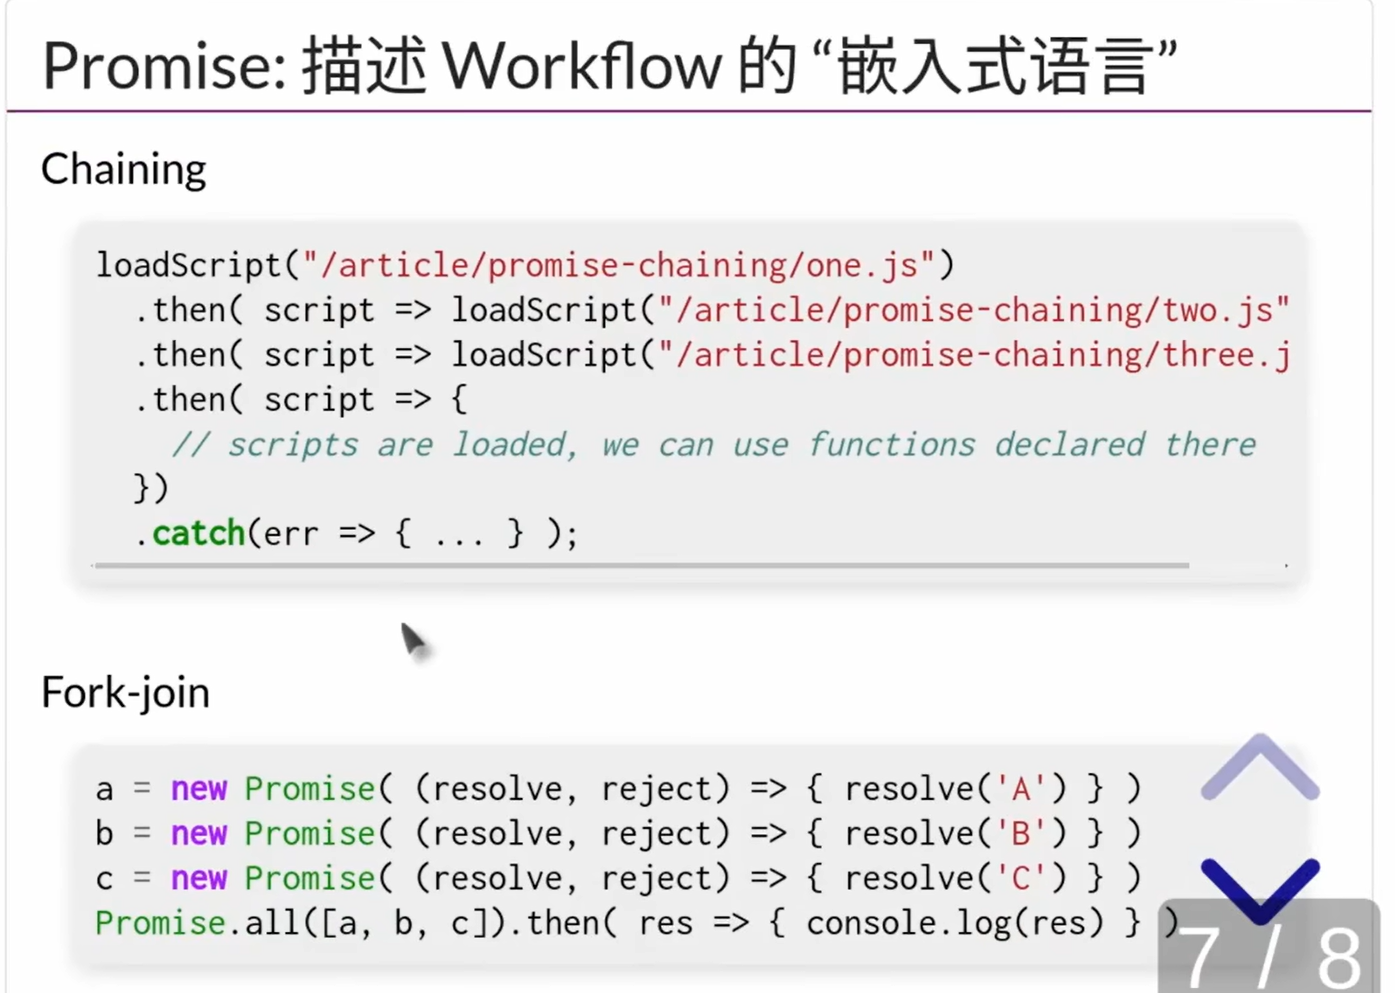 Promise: 描述 Workflow 的 “嵌入式语言”
Chaining
loadScript("/article/promise-chaining/one.js")
  .then( script => loadScript("/article/promise-chaining/two.js"
  .then( script => loadScript("/article/promise-chaining/three.j
  .then( script => {
    // scripts are loaded, we can use functions declared there
  })
  .catch(err => { ... } );
Fork-join
a = new Promise( (resolve, reject) => { resolve('A') } )
b = new Promise( (resolve, reject) => { resolve('B') } )
c = new Promise( (resolve, reject) => { resolve('C') } )
Promise.all([a, b, c]).then( res => { console.log(res) } )
7 / 8